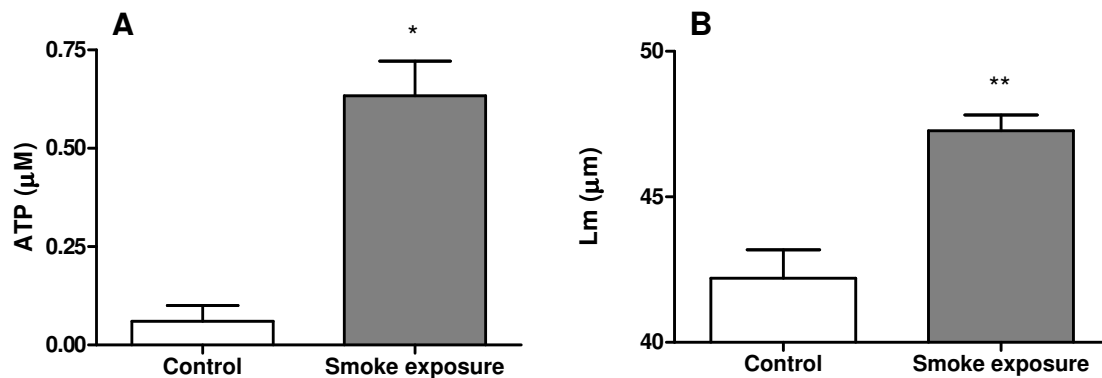 A
*
0.75
0.50
0.25
0.00
ATP (μM)
Control
Smoke exposure
B
**
50
45
40
Lm (μm)
Control
Smoke exposure